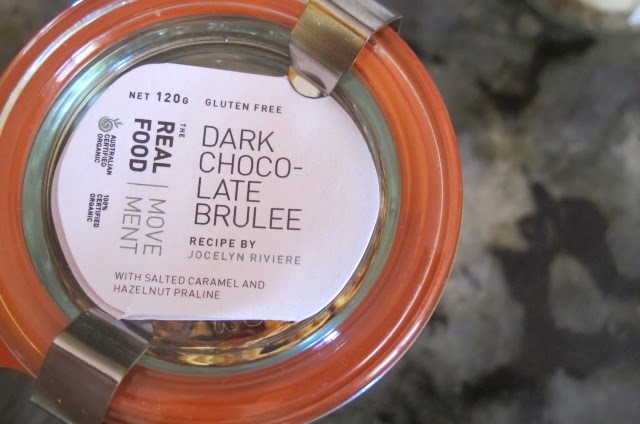 NET 120G GLUTEN FREE
DARK
CHOCO-
LATE
BRULEE
RECIPE BY
JOCELYN RIVIERE
WITH SALTED CARAMEL AND
HAZELNUT PRALINE
THE
REAL
FOOD
MOVE
MENT
AUSTRALIAN
CERTIFIED
ORGANIC
100%
CERTIFIED
ORGANIC